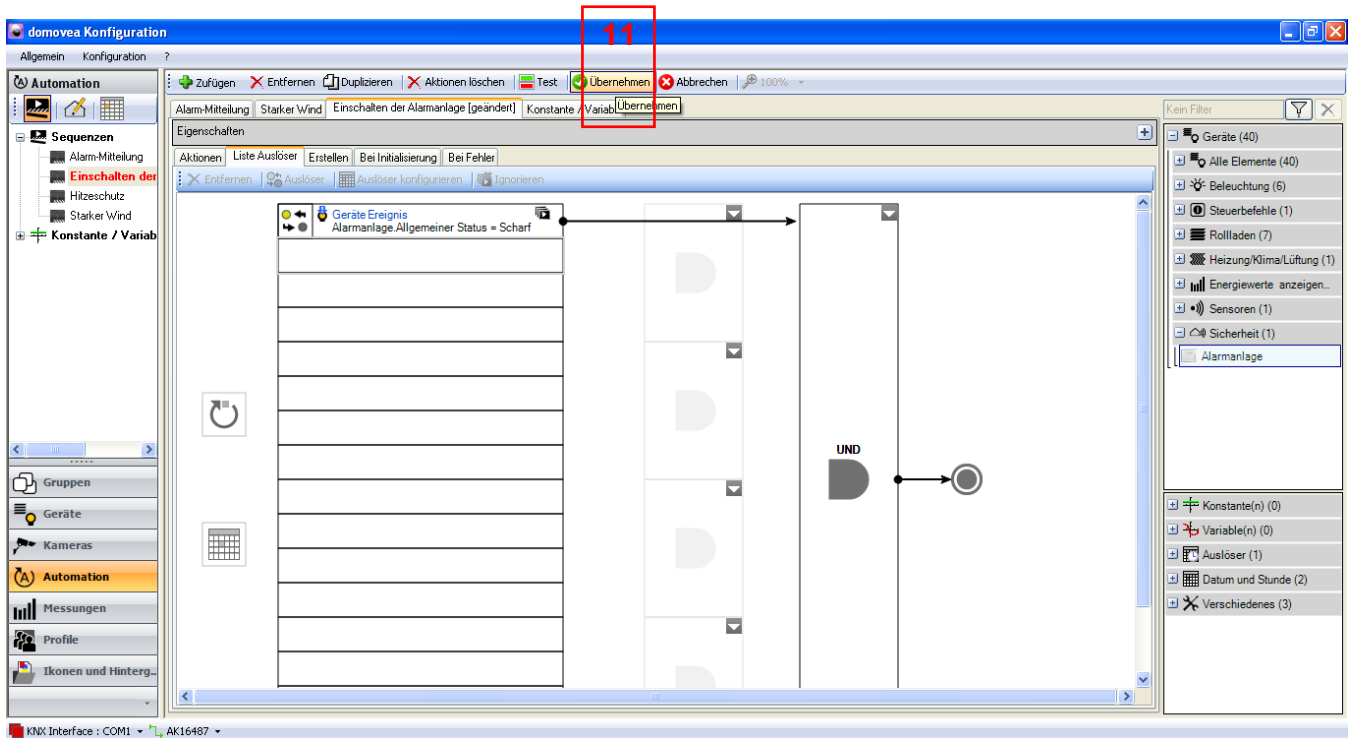 domovea Konfiguration
11
Allgemein Konfiguration ?
Automation
Zufügen Entfernen Duplizieren Aktionen löschen Test Übernehmen Abbrechen 100%
Alarm-Mitteilung Starker Wind Einschalten der Alarmanlage [geändert] Konstante / Variabl
Übernehmen
Kein Filter
Eigenschaften
Aktionen Liste Auslöser Erstellen Bei Initialisierung Bei Fehler
Entfernen Auslöser Auslöser konfigurieren Ignorieren
Sequenzen
Alarm-Mitteilung
Einschalten der
Hitzeschutz
Starker Wind
Konstante / Variab
Geräte Ereignis
Alarmanlage.Allgemeiner Status = Scharf
UND
Geräte (40)
Alle Elemente (40)
Beleuchtung (6)
Steuerbefehle (1)
Rollladen (7)
Heizung/Klima/Lüftung (1)
Energiewerte anzeigen...
Sensoren (1)
Sicherheit (1)
Alarmanlage
Gruppen
Geräte
Kameras
Automation
Messungen
Profile
Ikonen und Hinterg...
Konstante(n) (0)
Variable(n) (0)
Auslöser (1)
Datum und Stunde (2)
Verschiedenes (3)
KNX Interface : COM1 AK16487